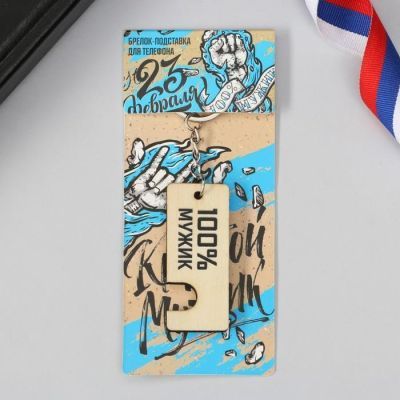 БРЕЛОК-ПОДСТАВКА
ДЛЯ ТЕЛЕФОНА
23
февраля
100%
МУЖИК